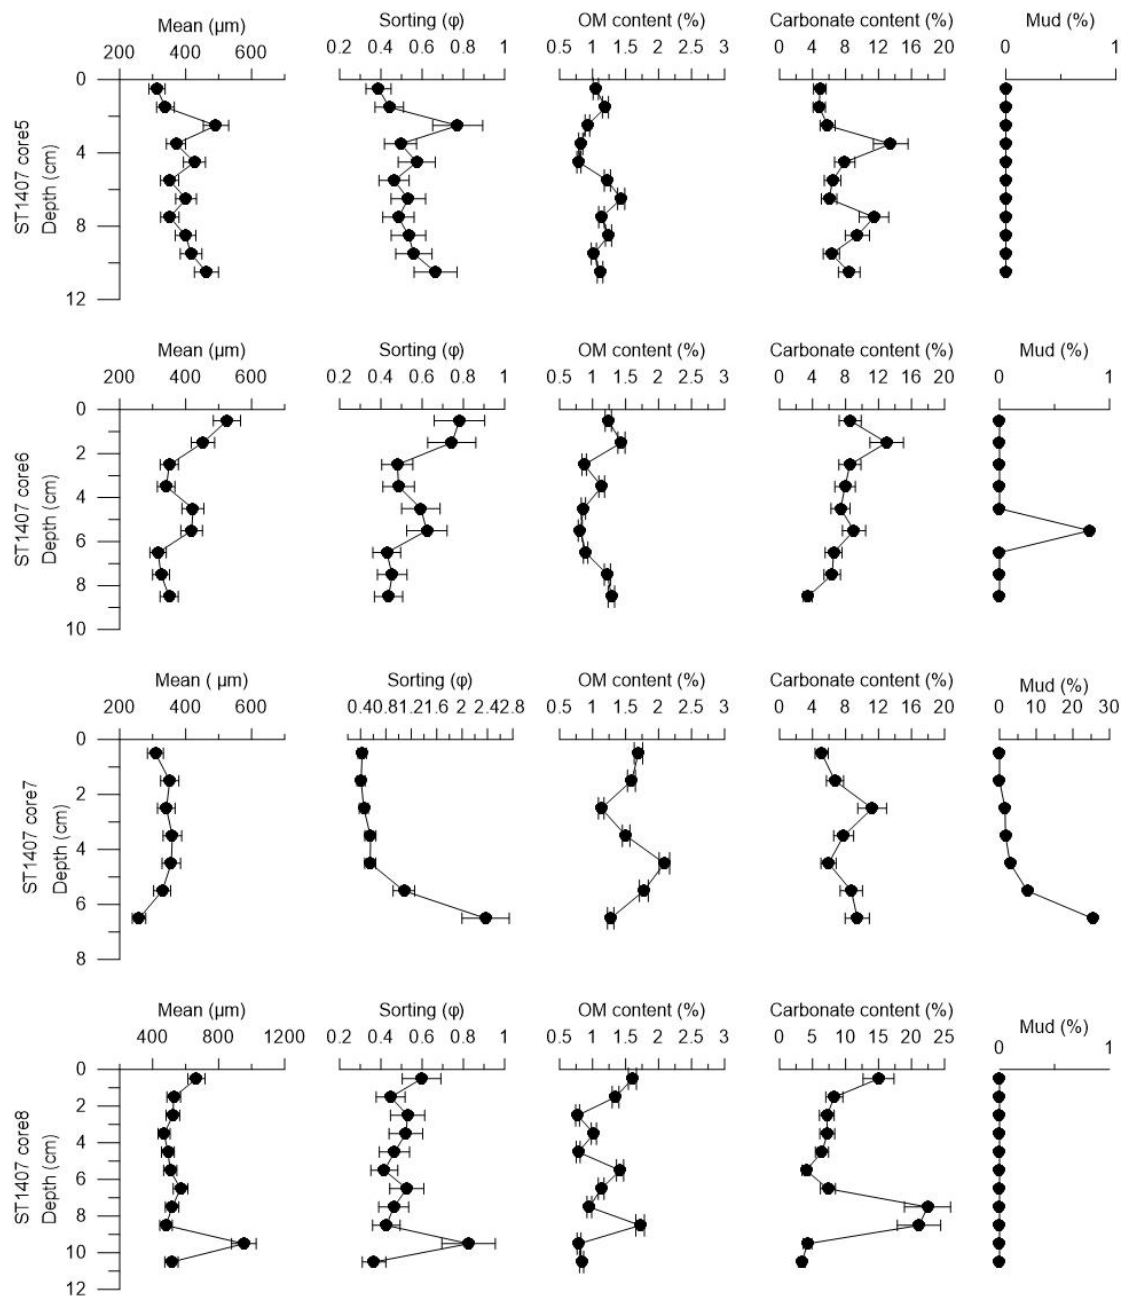 Mean (µm) Sorting (φ) OM content (%) Carbonate content (%) Mud (%)
200 400 600 0.2 0.4 0.6 0.8 1 0.5 1 1.5 2 2.5 3 0 4 8 12 16 20 0 1
ST1407 core5
Depth (cm)
0
4
8
12
Mean (µm) Sorting (φ) OM content (%) Carbonate content (%) Mud (%)
200 400 600 0.2 0.4 0.6 0.8 1 0.5 1 1.5 2 2.5 3 0 4 8 12 16 20 0 1
ST1407 core6
Depth (cm)
0
2
4
6
8
10
Mean ( µm) Sorting (φ) OM content (%) Carbonate content (%) Mud (%)
200 400 600 0.40.81.21.6 2 2.42.8 0.5 1 1.5 2 2.5 3 0 4 8 12 16 20 0 10 20 30
ST1407 core7
Depth (cm)
0
2
4
6
8
Mean (µm) Sorting (φ) OM content (%) Carbonate content (%) Mud (%)
400 800 1200 0.2 0.4 0.6 0.8 1 0.5 1 1.5 2 2.5 3 0 5 10 15 20 25 0 1
ST1407 core8
Depth (cm)
0
2
4
6
8
10
12